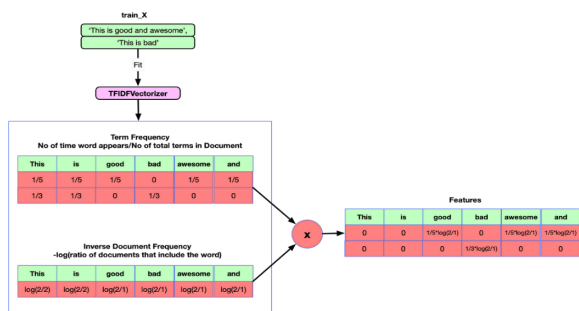 train_X
'This is good and awesome',
'This is bad'
Fit
TFIDFVectorizer
Term Frequency
No of time word appears/No of total terms in Document
This is good bad awesome and
1/5 1/5 1/5 0 1/5 1/5
1/3 1/3 0 1/3 0 0
Inverse Document Frequency
-log(ratio of documents that include the word)
This is good bad awesome and
log(2/2) log(2/2) log(2/1) log(2/1) log(2/1) log(2/1)
x
Features
This is good bad awesome and
0 0 1/5*log(2/1) 0 1/5*log(2/1) 1/5*log(2/1)
0 0 0 1/3*log(2/1) 0 0